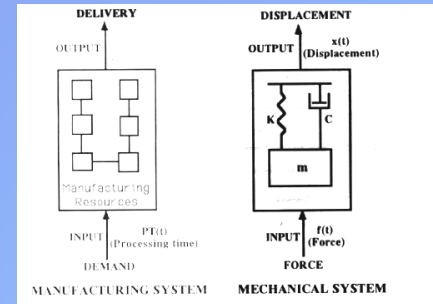 DELIVERY
OUTPUT
Manufacturing
Resources
INPUT
PT(t)
(Processing time)
DEMAND
MANUFACTURING SYSTEM
DISPLACEMENT
OUTPUT
x(t)
(Displacement)
K
C
m
INPUT
f(t)
(Force)
FORCE
MECHANICAL SYSTEM